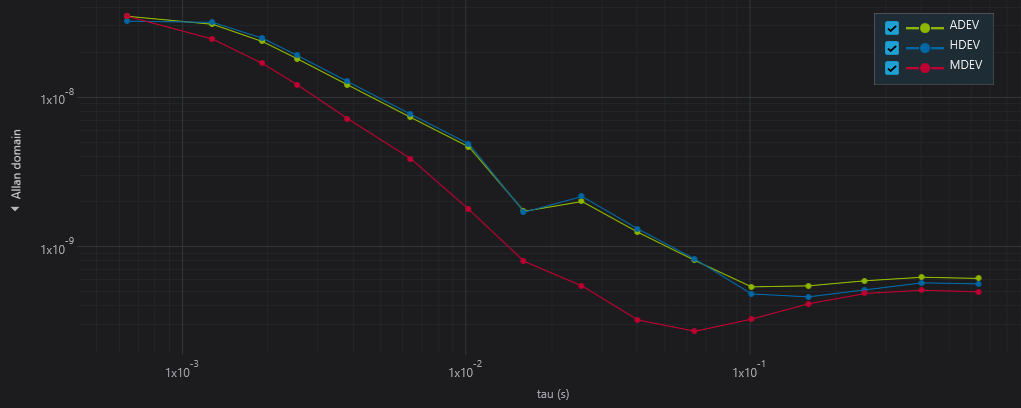 ADEV
HDEV
MDEV
1x10-8
◄ Allan domain
1x10-9
1x10-3
1x10-2
1x10-1
tau (s)